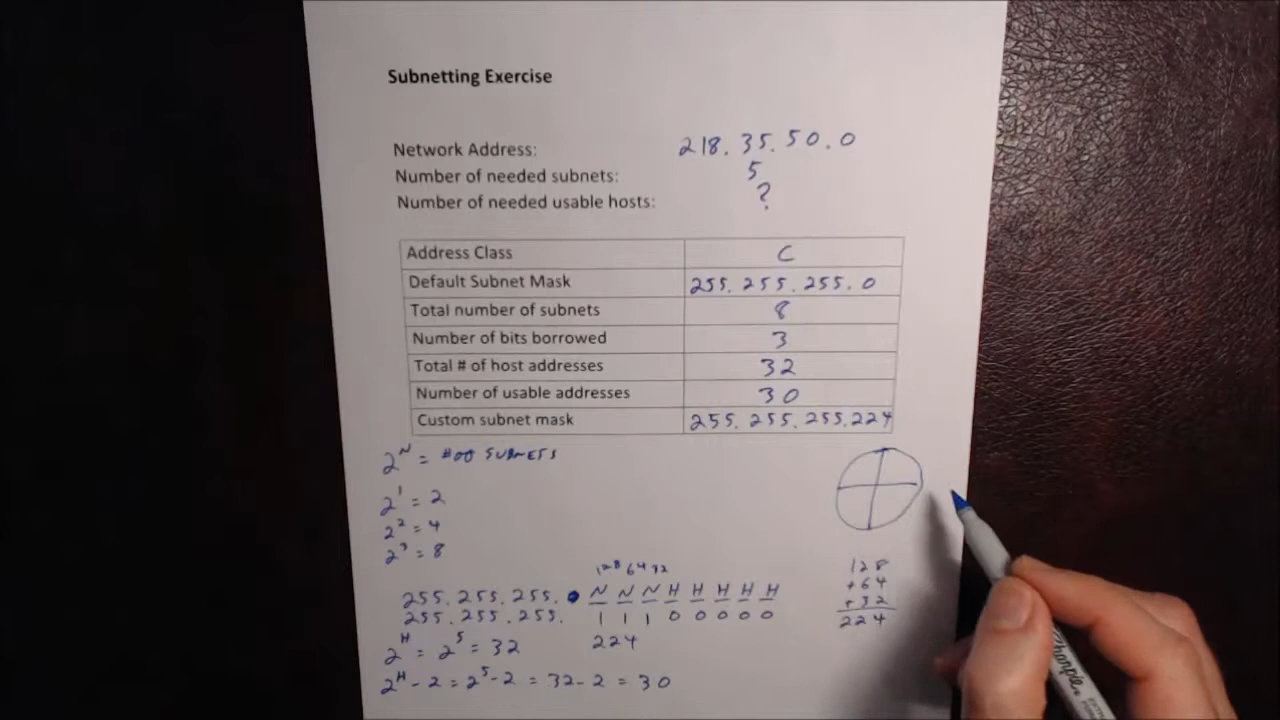 Subnetting Exercise
Network Address: 218.35.50.0
Number of needed subnets: 5
Number of needed usable hosts: ?
Address Class C
Default Subnet Mask 255.255.255.0
Total number of subnets 8
Number of bits borrowed 3
Total # of host addresses 32
Number of usable addresses 30
Custom subnet mask 255.255.255.224
2^N = # OF SUBNETS
2^1 = 2
2^2 = 4
2^3 = 8
128 64 32
255.255.255. N N N H H H H H
255.255.255. 1 1 1 0 0 0 0 0
2^H = 2^5 = 32 224
2^H - 2 = 2^5 - 2 = 32 - 2 = 30
128
+64
+32
224
Sharpie